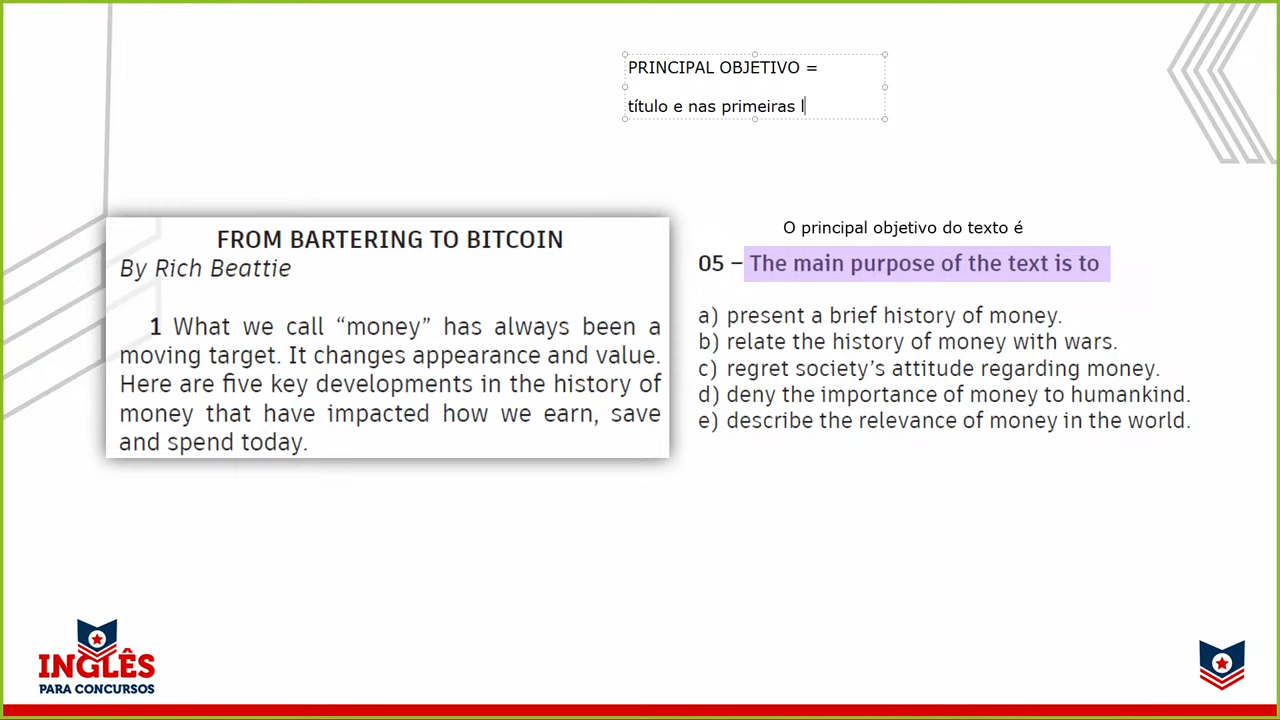 PRINCIPAL OBJETIVO =
título e nas primeiras l
FROM BARTERING TO BITCOIN
By Rich Beattie
1 What we call “money” has always been a
moving target. It changes appearance and value.
Here are five key developments in the history of
money that have impacted how we earn, save
and spend today.
O principal objetivo do texto é
05 – The main purpose of the text is to
a) present a brief history of money.
b) relate the history of money with wars.
c) regret society’s attitude regarding money.
d) deny the importance of money to humankind.
e) describe the relevance of money in the world.
INGLÊS
PARA CONCURSOS